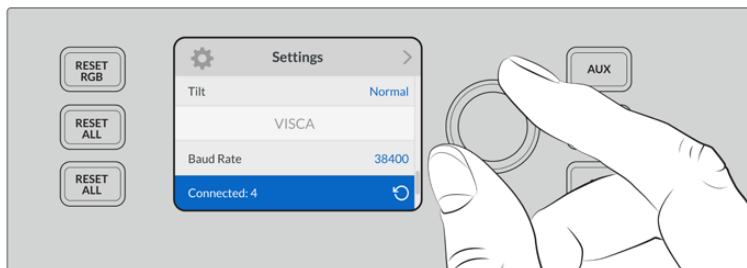 RESET
RGB
RESET
ALL
RESET
ALL
Settings
Tilt Normal
VISCA
Baud Rate 38400
Connected: 4
AUX